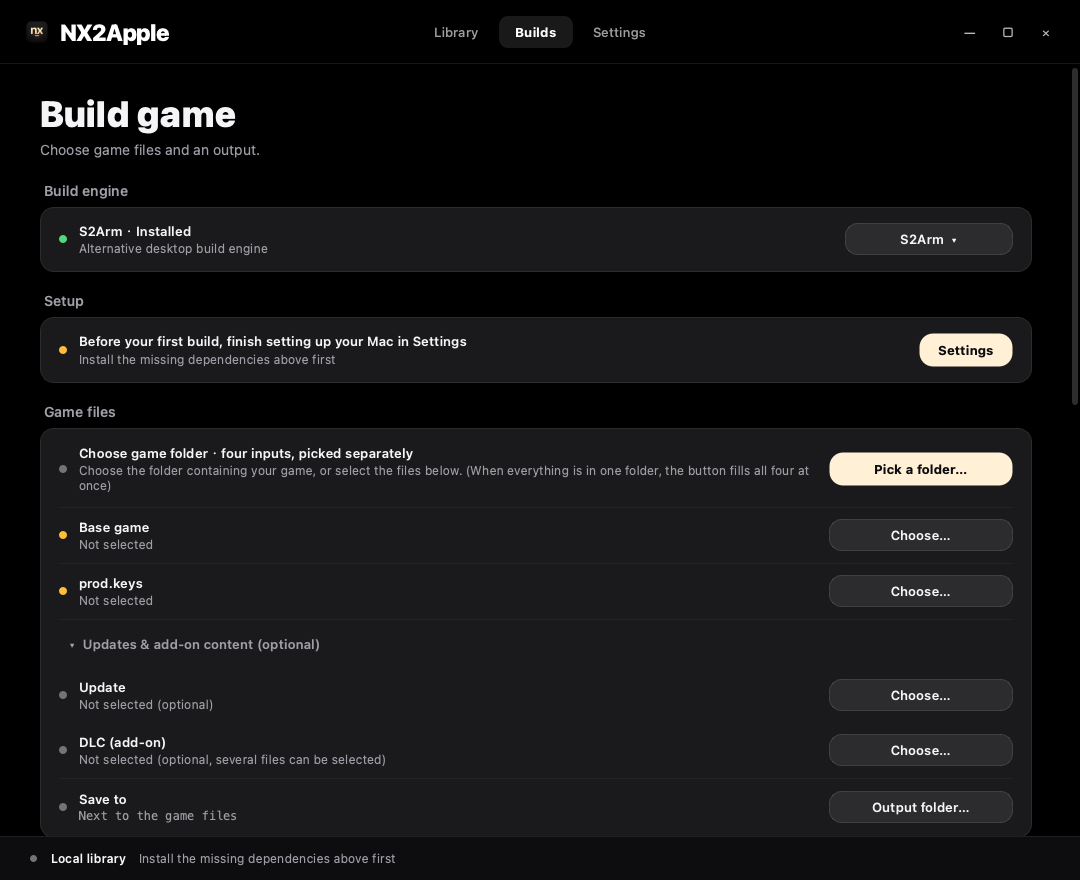 nx NX2Apple
Library
Builds
Settings
Build game
Choose game files and an output.
Build engine
S2Arm · Installed
Alternative desktop build engine
S2Arm ▾
Setup
Before your first build, finish setting up your Mac in Settings
Install the missing dependencies above first
Settings
Game files
Choose game folder · four inputs, picked separately
Choose the folder containing your game, or select the files below. (When everything is in one folder, the button fills all four at
once)
Pick a folder...
Base game
Not selected
Choose...
prod.keys
Not selected
Choose...
▾ Updates & add-on content (optional)
Update
Not selected (optional)
Choose...
DLC (add-on)
Not selected (optional, several files can be selected)
Choose...
Save to
Next to the game files
Output folder...
Local library Install the missing dependencies above first